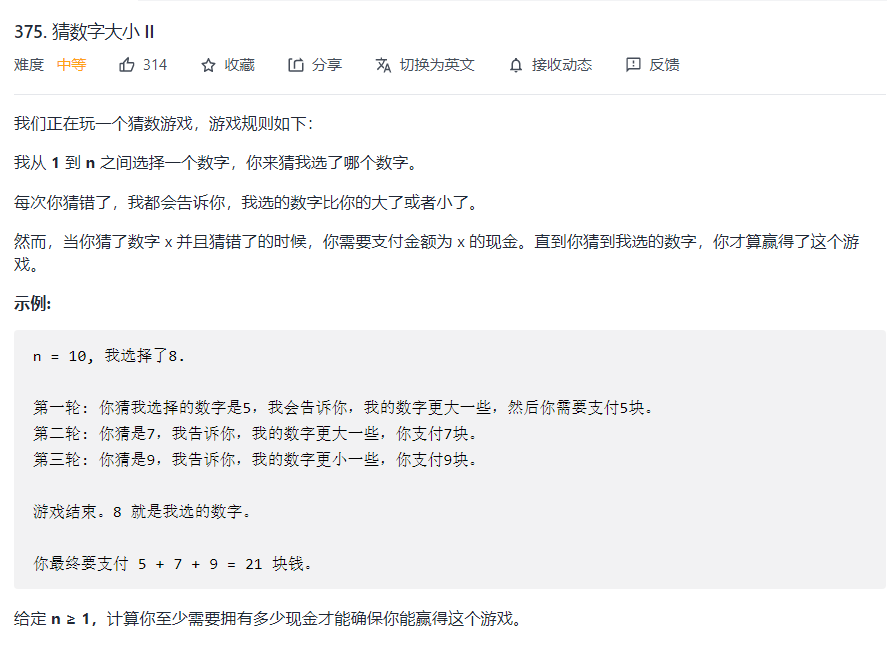 375. 猜数字大小 II
难度 中等 314 收藏 分享 切换为英文 接收动态 反馈
我们正在玩一个猜数游戏，游戏规则如下：
我从 1 到 n 之间选择一个数字，你来猜我选了哪个数字。
每次你猜错了，我都会告诉你，我选的数字比你的大了或者小了。
然而，当你猜了数字 x 并且猜错了的时候，你需要支付金额为 x 的现金。直到你猜到我选的数字，你才算赢得了这个游
戏。
示例:
n = 10, 我选择了8.
第一轮: 你猜我选择的数字是5，我会告诉你，我的数字更大一些，然后你需要支付5块。
第二轮: 你猜是7，我告诉你，我的数字更大一些，你支付7块。
第三轮: 你猜是9，我告诉你，我的数字更小一些，你支付9块。
游戏结束。8 就是我选的数字。
你最终要支付 5 + 7 + 9 = 21 块钱。
给定 n ≥ 1，计算你至少需要拥有多少现金才能确保你能赢得这个游戏。